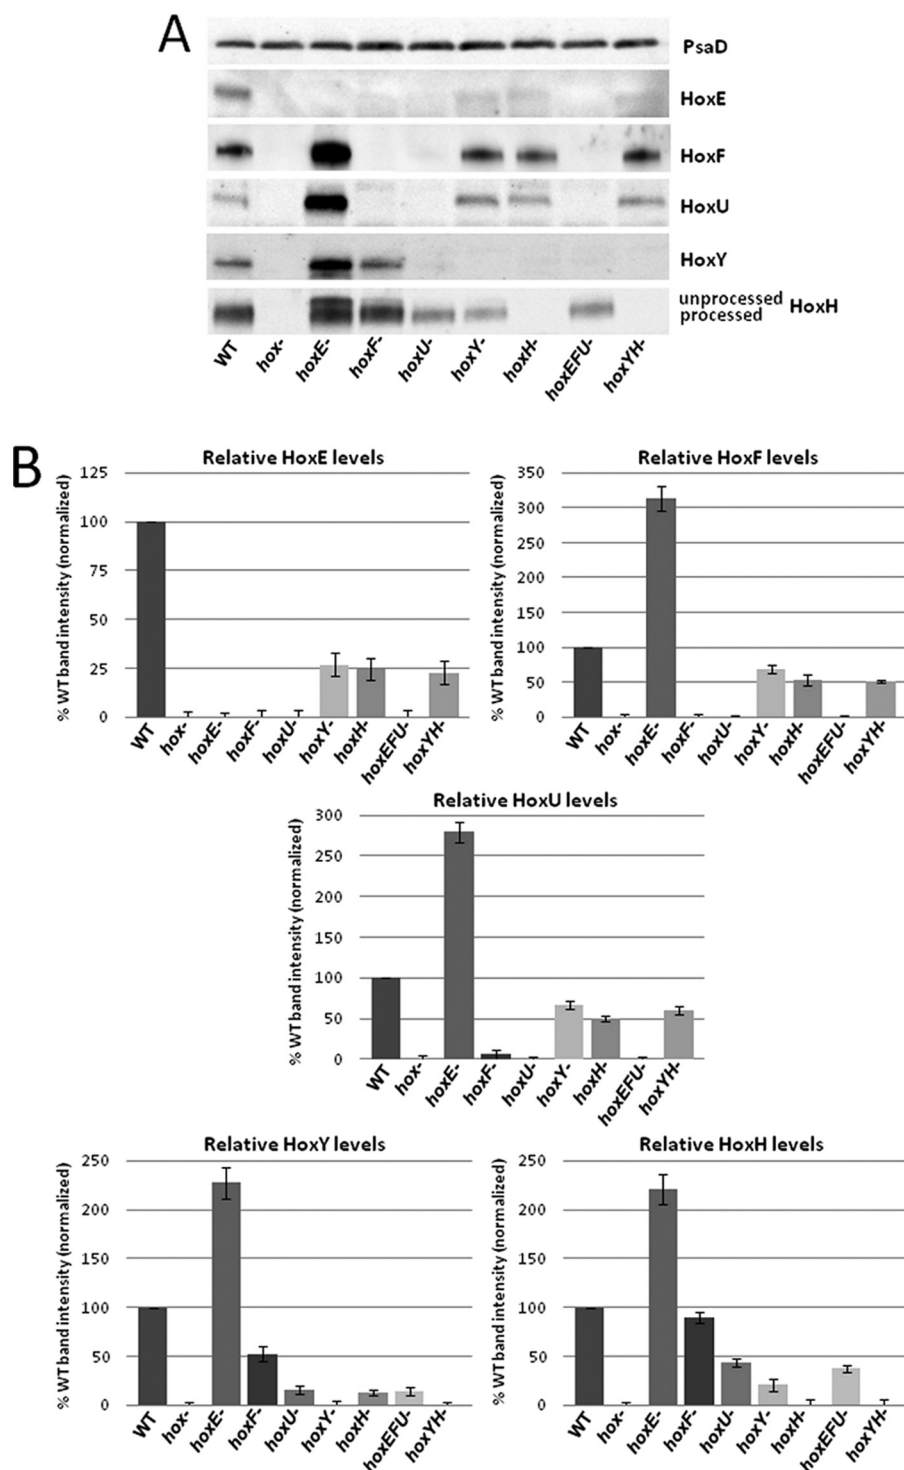 A
PsaD
HoxE
HoxF
HoxU
HoxY
unprocessed
processed HoxH
WT hox- hoxE- hoxF- hoxU- hoxY- hoxH- hoxEFU- hoxYH-
B
Relative HoxE levels
% WT band intensity (normalized)
125
100
75
50
25
0
WT hox- hoxE- hoxF- hoxU- hoxY- hoxH- hoxEFU- hoxYH-
Relative HoxF levels
% WT band intensity (normalized)
350
300
250
200
150
100
50
0
WT hox- hoxE- hoxF- hoxU- hoxY- hoxH- hoxEFU- hoxYH-
Relative HoxU levels
% WT band intensity (normalized)
300
250
200
150
100
50
0
WT hox- hoxE- hoxF- hoxU- hoxY- hoxH- hoxEFU- hoxYH-
Relative HoxY levels
% WT band intensity (normalized)
250
200
150
100
50
0
WT hox- hoxE- hoxF- hoxU- hoxY- hoxH- hoxEFU- hoxYH-
Relative HoxH levels
% WT band intensity (normalized)
250
200
150
100
50
0
WT hox- hoxE- hoxF- hoxU- hoxY- hoxH- hoxEFU- hoxYH-